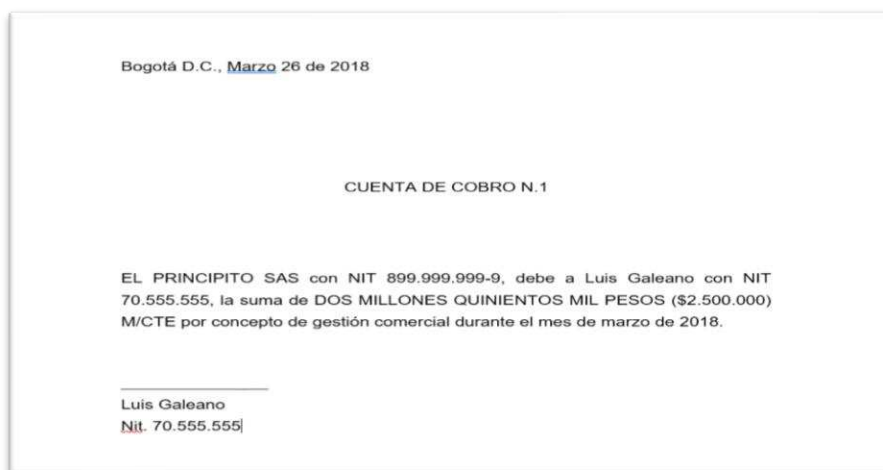 Bogotá D.C., Marzo 26 de 2018
CUENTA DE COBRO N.1
EL PRINCIPITO SAS con NIT 899.999.999-9, debe a Luis Galeano con NIT
70.555.555, la suma de DOS MILLONES QUINIENTOS MIL PESOS ($2.500.000)
M/CTE por concepto de gestión comercial durante el mes de marzo de 2018.
Luis Galeano
Nit. 70.555.555